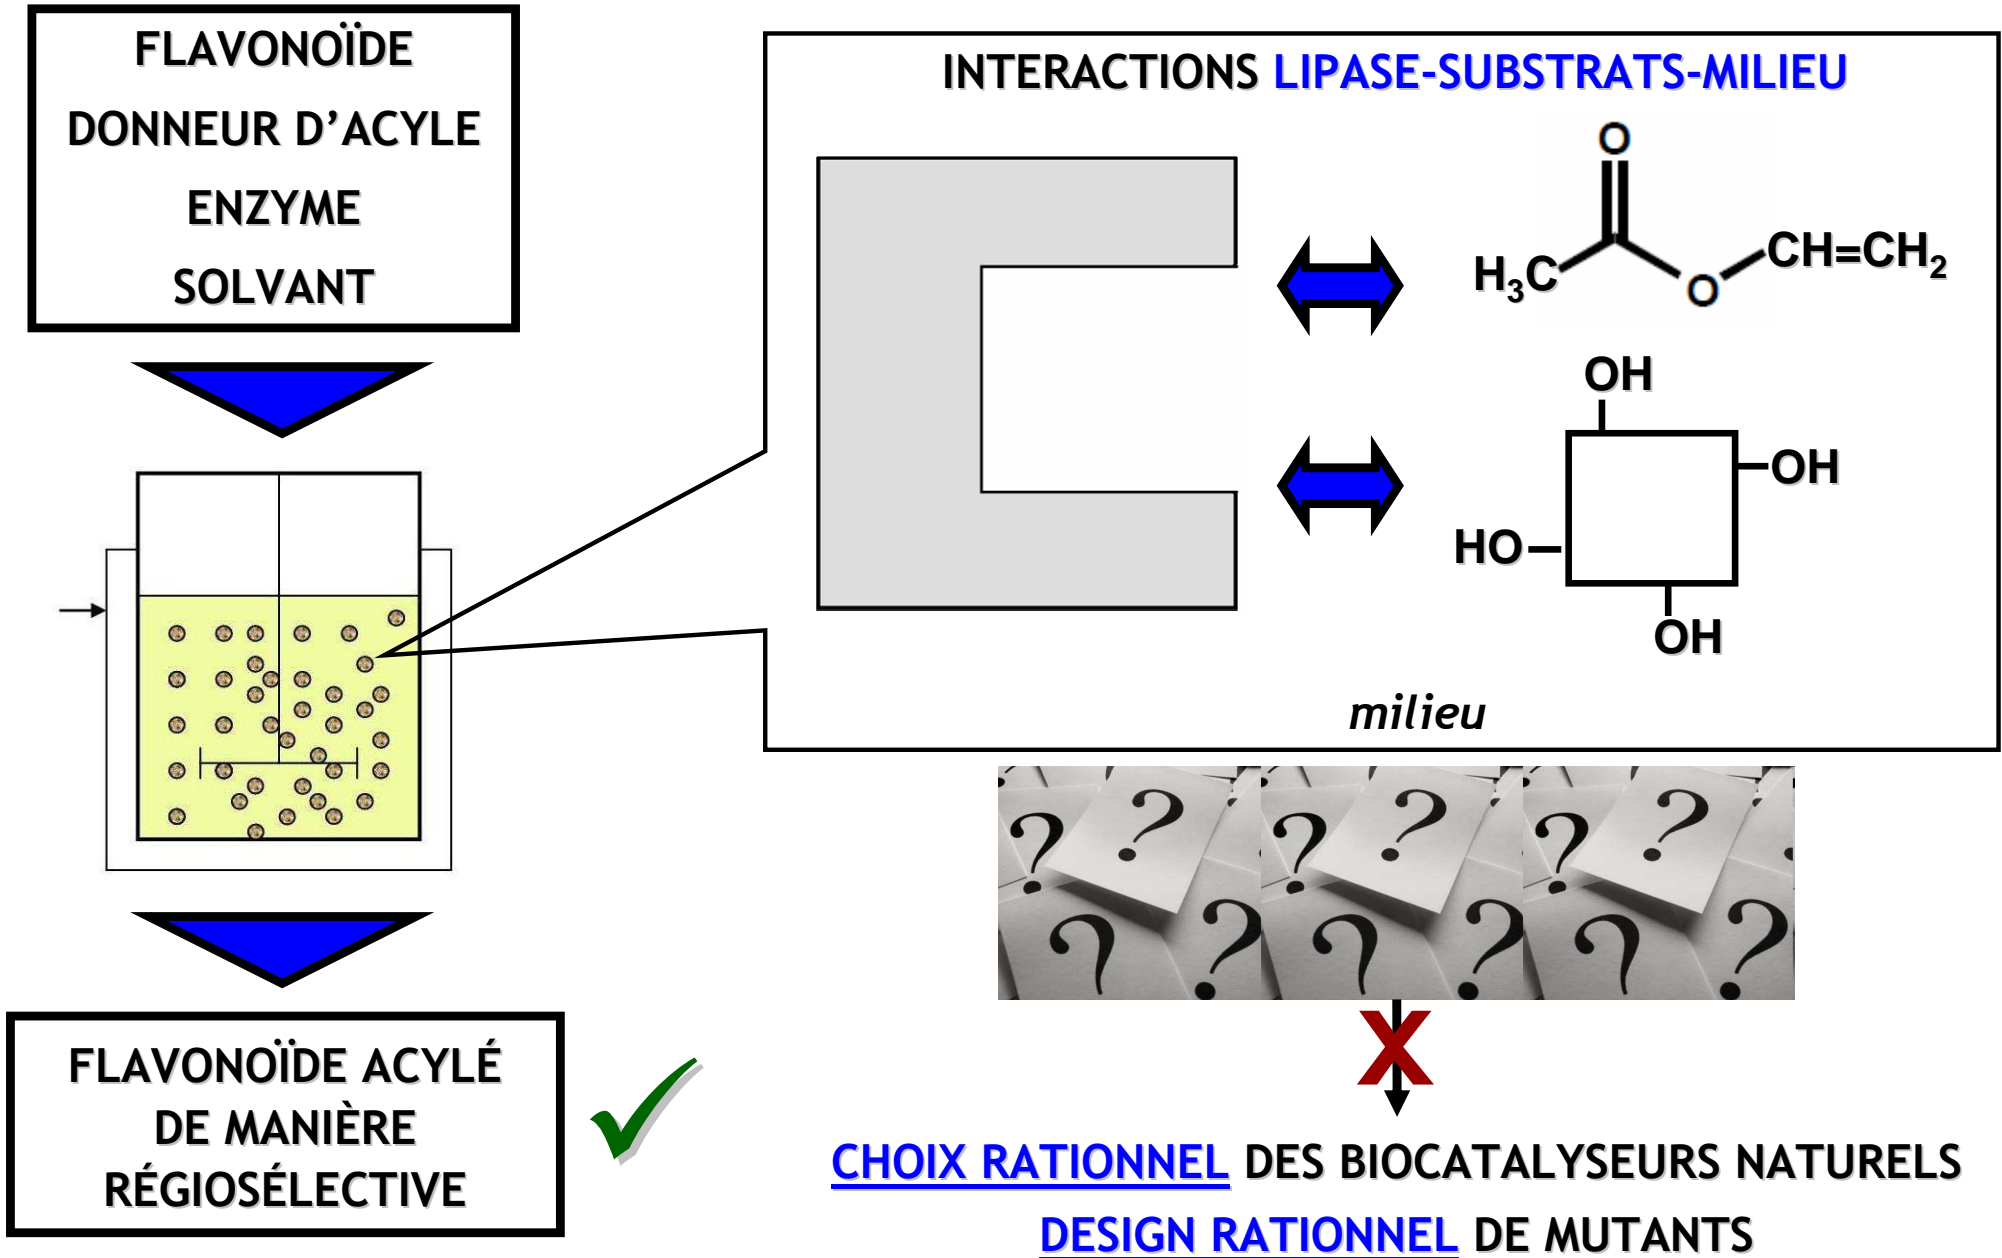 FLAVONOÏDE
DONNEUR D’ACYLE
ENZYME
SOLVANT
INTERACTIONS LIPASE-SUBSTRATS-MILIEU
O
H₃C
O
CH=CH₂
OH
OH
HO
OH
milieu
? ? ? ? ? ? ? ? ? ? ? ?
X
FLAVONOÏDE ACYLÉ
DE MANIÈRE
RÉGIOSÉLECTIVE
CHOIX RATIONNEL DES BIOCATALYSEURS NATURELS
DESIGN RATIONNEL DE MUTANTS